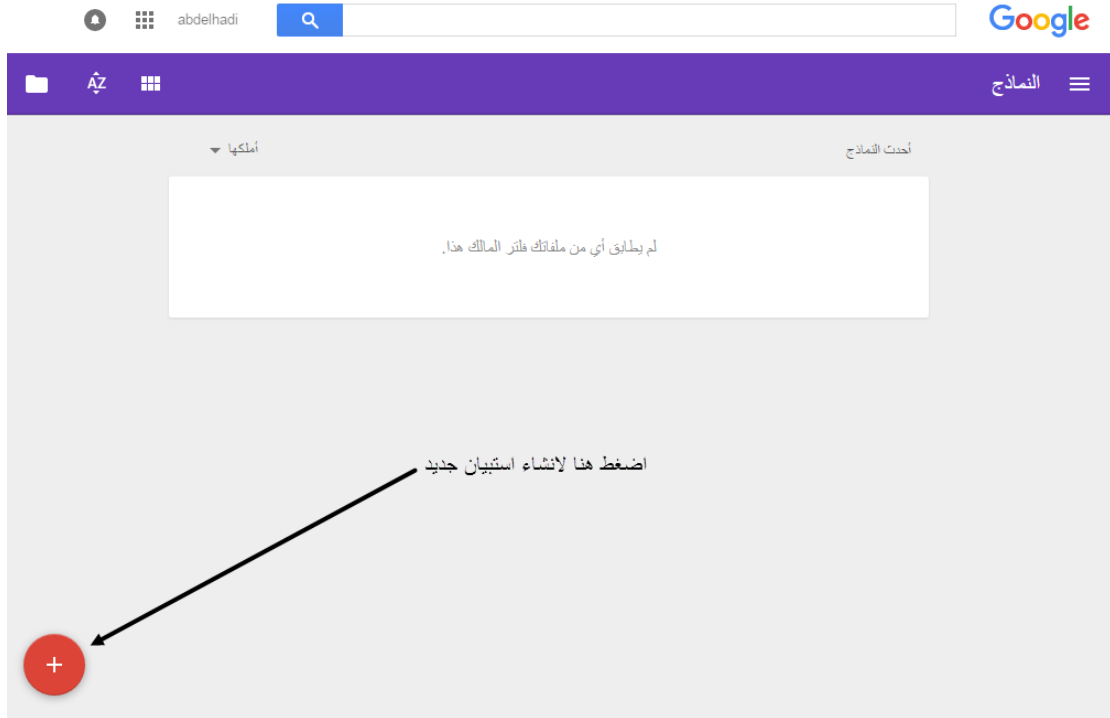 Google
abdelhadi
النماذج
AZ
أحدث النماذج
أملكها
لم يطابق أي من ملفاتك فلتر المالك هذا.
اضغط هنا لانشاء استبيان جديد